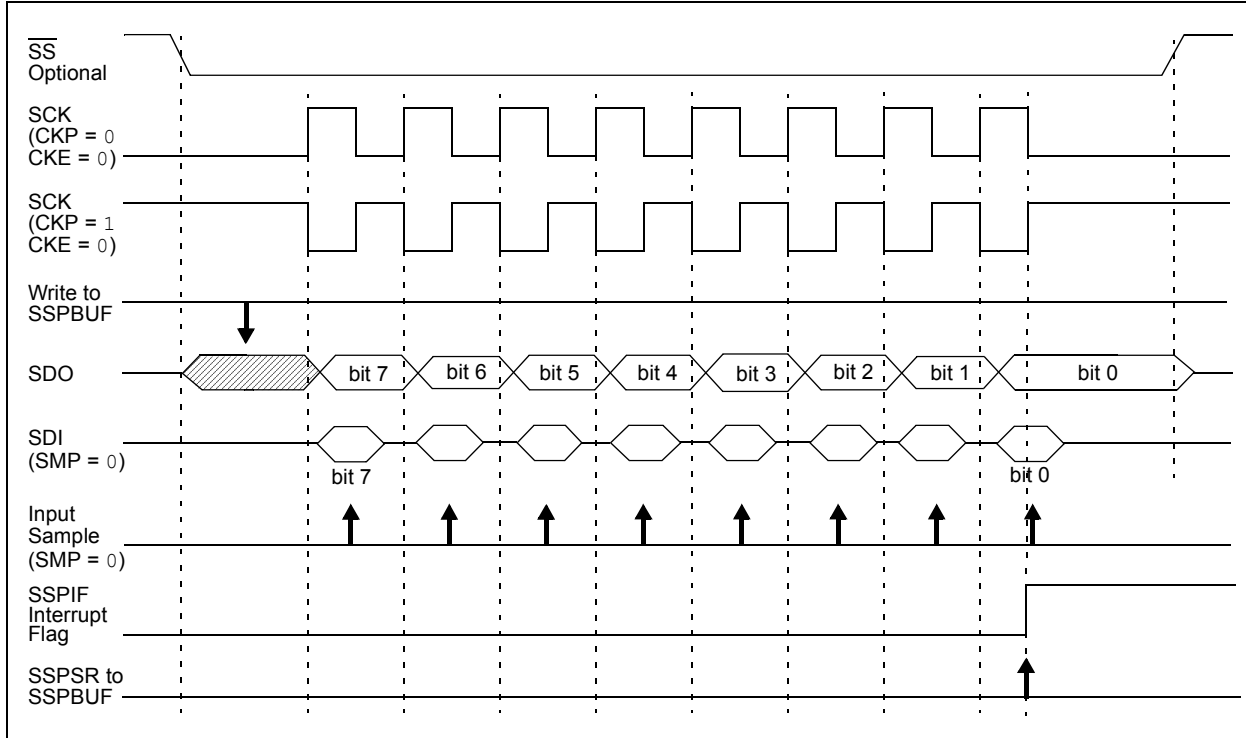 SS
Optional
SCK
(CKP = 0
CKE = 0)
SCK
(CKP = 1
CKE = 0)
Write to
SSPBUF
SDO
bit 7
bit 6
bit 5
bit 4
bit 3
bit 2
bit 1
bit 0
SDI
(SMP = 0)
bit 7
bit 0
Input
Sample
(SMP = 0)
SSPIF
Interrupt
Flag
SSPSR to
SSPBUF